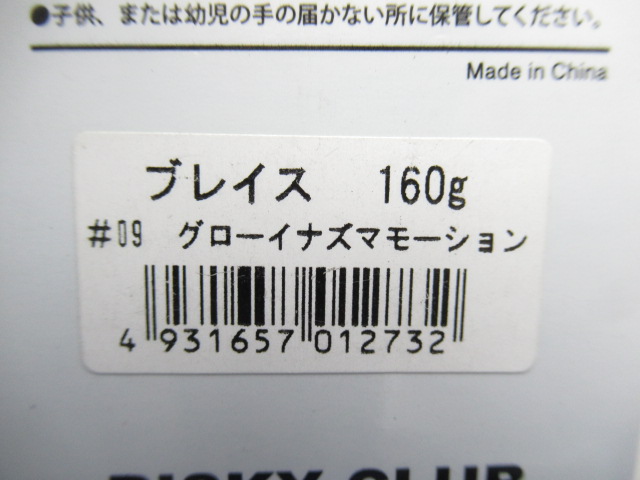 ●子供、または幼児の手の届かない所に保管してください。
Made in China
ブレイス 160g
#09 グローイナズマモーション
4 931657 012732
RISKY CLUB